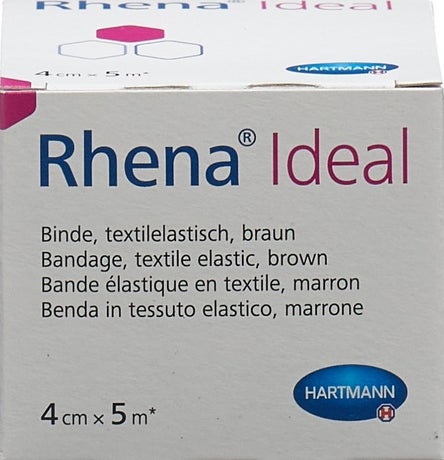 Rhena® Ideal
4 cm × 5 m*
HARTMANN
Rhena® Ideal
Binde, textilelastisch, braun
Bandage, textile elastic, brown
Bande élastique en textile, marron
Benda in tessuto elastico, marrone
HARTMANN
4 cm × 5 m*